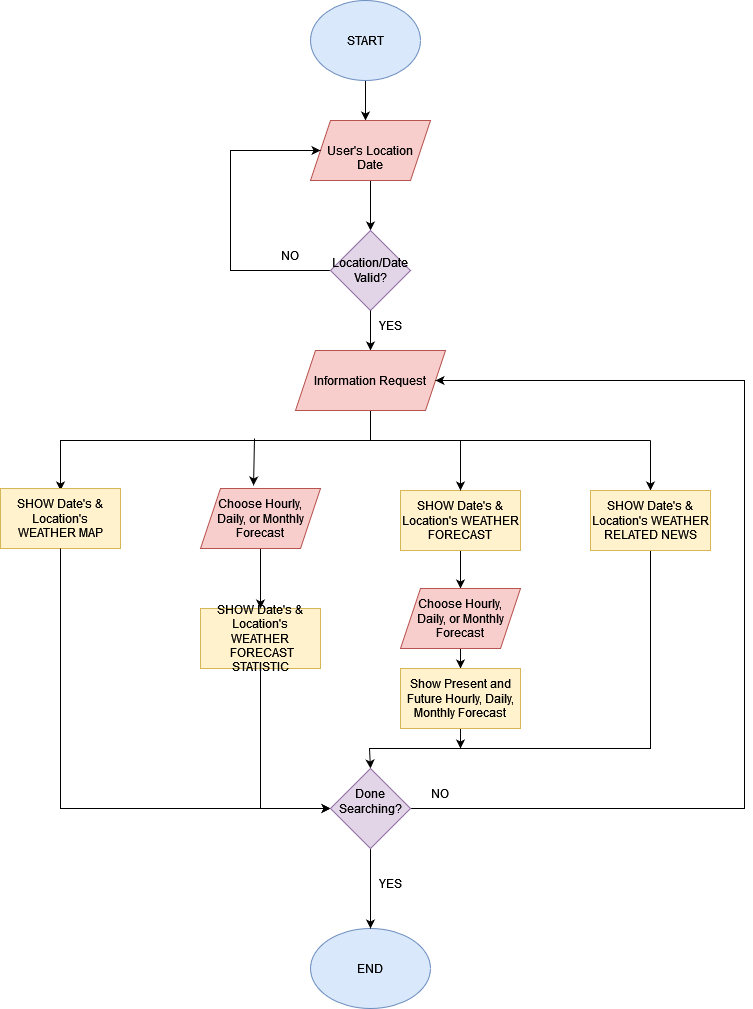 START
User's Location
Date
NO
Location/Date
Valid?
YES
Information Request
SHOW Date's &
Location's
WEATHER MAP
Choose Hourly,
Daily, or Monthly
Forecast
SHOW Date's &
Location's WEATHER
FORECAST
SHOW Date's &
Location's WEATHER
RELATED NEWS
SHOW Date's &
Location's
WEATHER
FORECAST
STATISTIC
Choose Hourly,
Daily, or Monthly
Forecast
Show Present and
Future Hourly, Daily,
Monthly Forecast
Done
Searching?
NO
YES
END